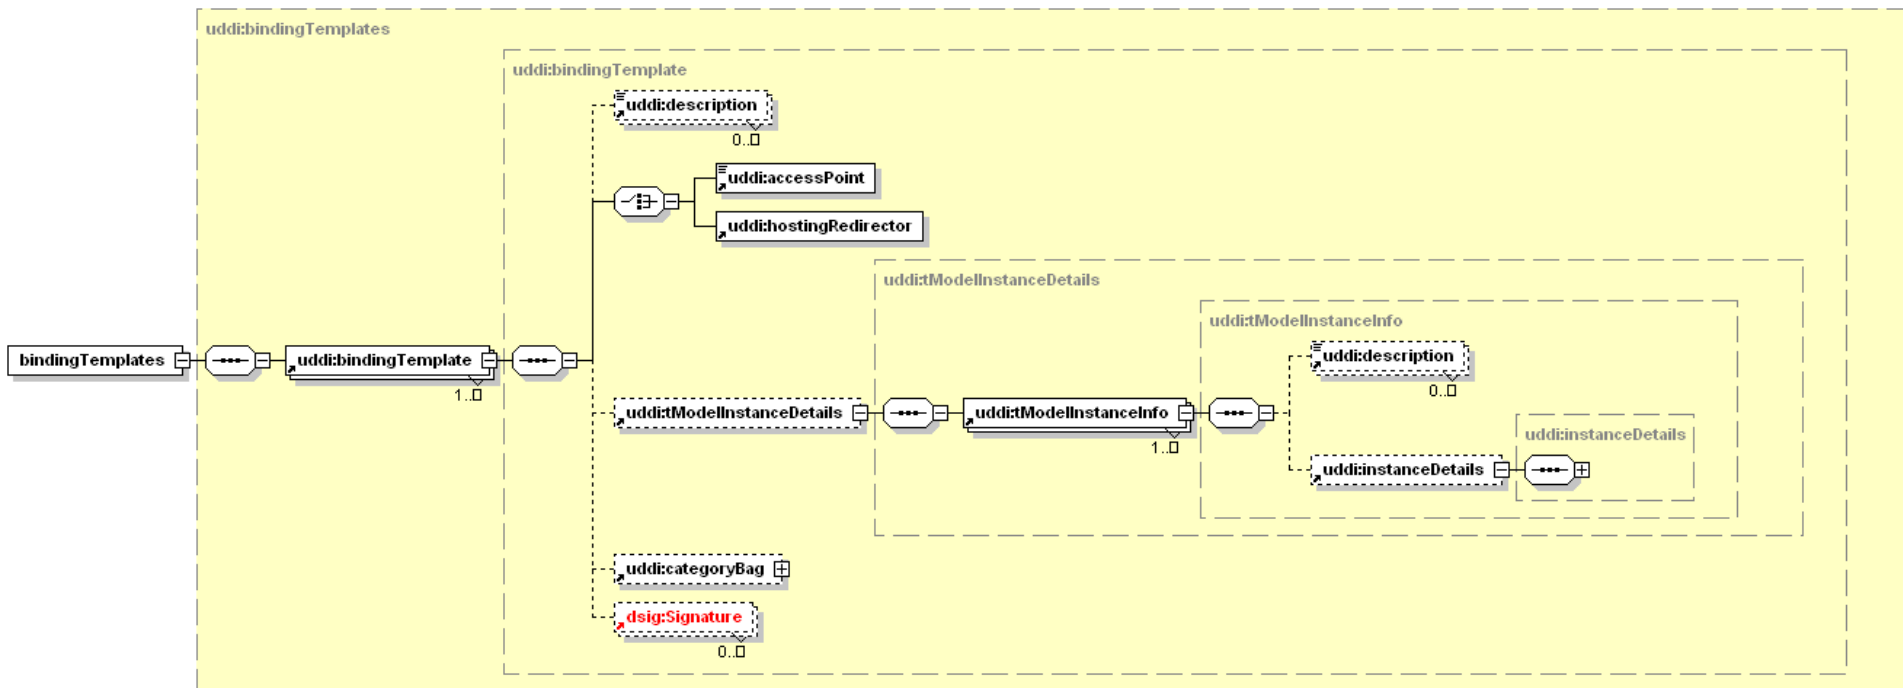 uddi:bindingTemplates
uddi:bindingTemplate
uddi:description
0..▯
uddi:accessPoint
uddi:hostingRedirector
uddi:tModelInstanceDetails
uddi:tModelInstanceInfo
bindingTemplates
uddi:bindingTemplate
1..▯
uddi:description
0..▯
uddi:tModelInstanceDetails
uddi:tModelInstanceInfo
1..▯
uddi:instanceDetails
uddi:instanceDetails
uddi:categoryBag
dsig:Signature
0..▯